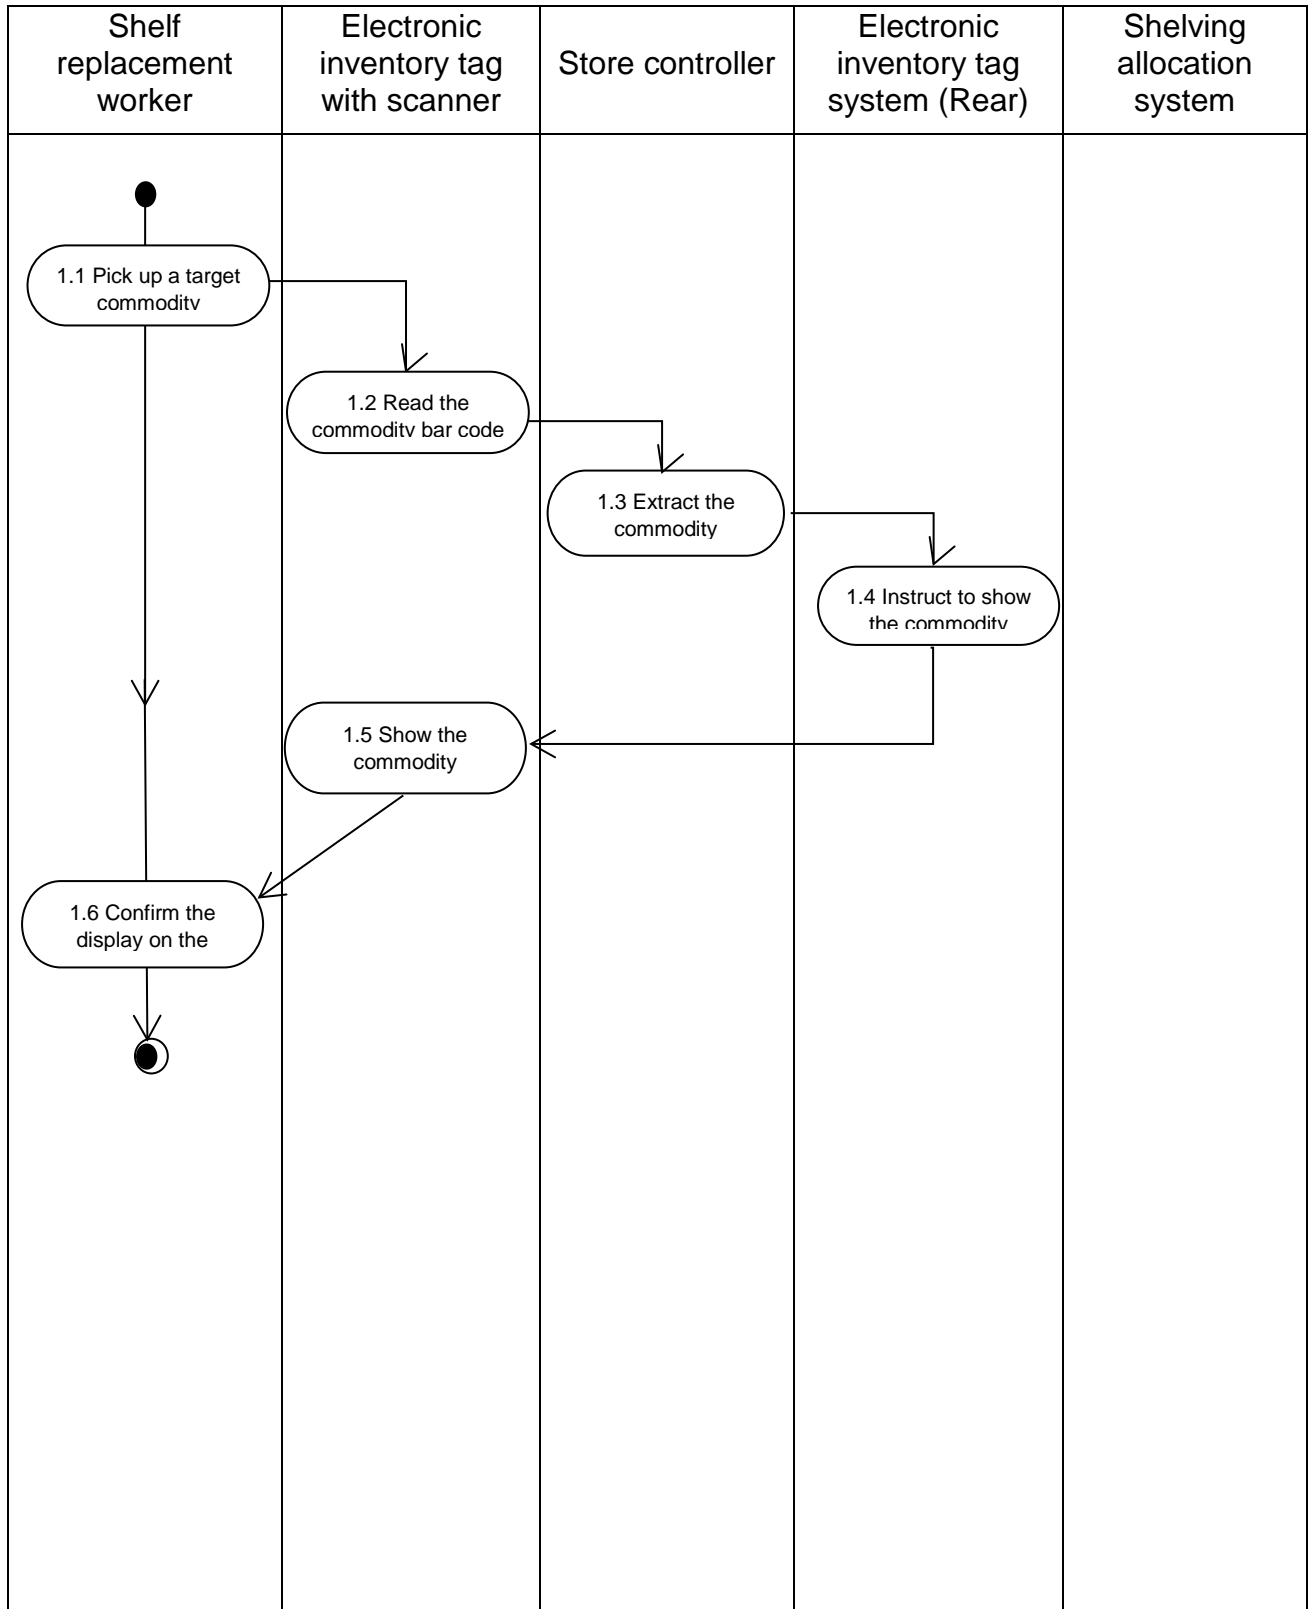 Shelf
replacement
worker
Electronic
inventory tag
with scanner
Store controller
Electronic
inventory tag
system (Rear)
Shelving
allocation
system
1.1 Pick up a target
commodity
1.2 Read the
commodity bar code
1.3 Extract the
commodity
1.4 Instruct to show
the commodity
1.5 Show the
commodity
1.6 Confirm the
display on the